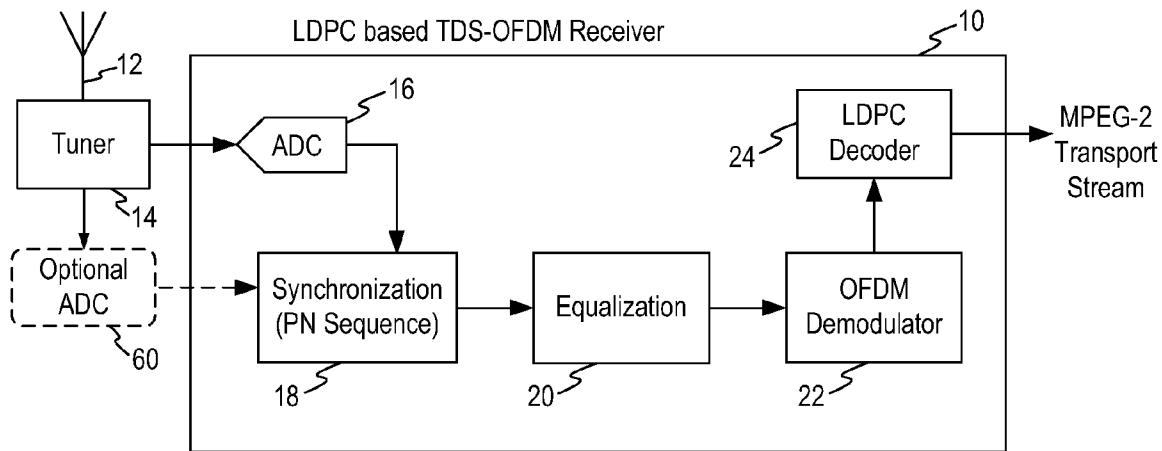 LDPC based TDS-OFDM Receiver
10
12
16
Tuner
ADC
24
LDPC
Decoder
MPEG-2
Transport
Stream
14
Optional
ADC
60
Synchronization
(PN Sequence)
18
Equalization
20
OFDM
Demodulator
22